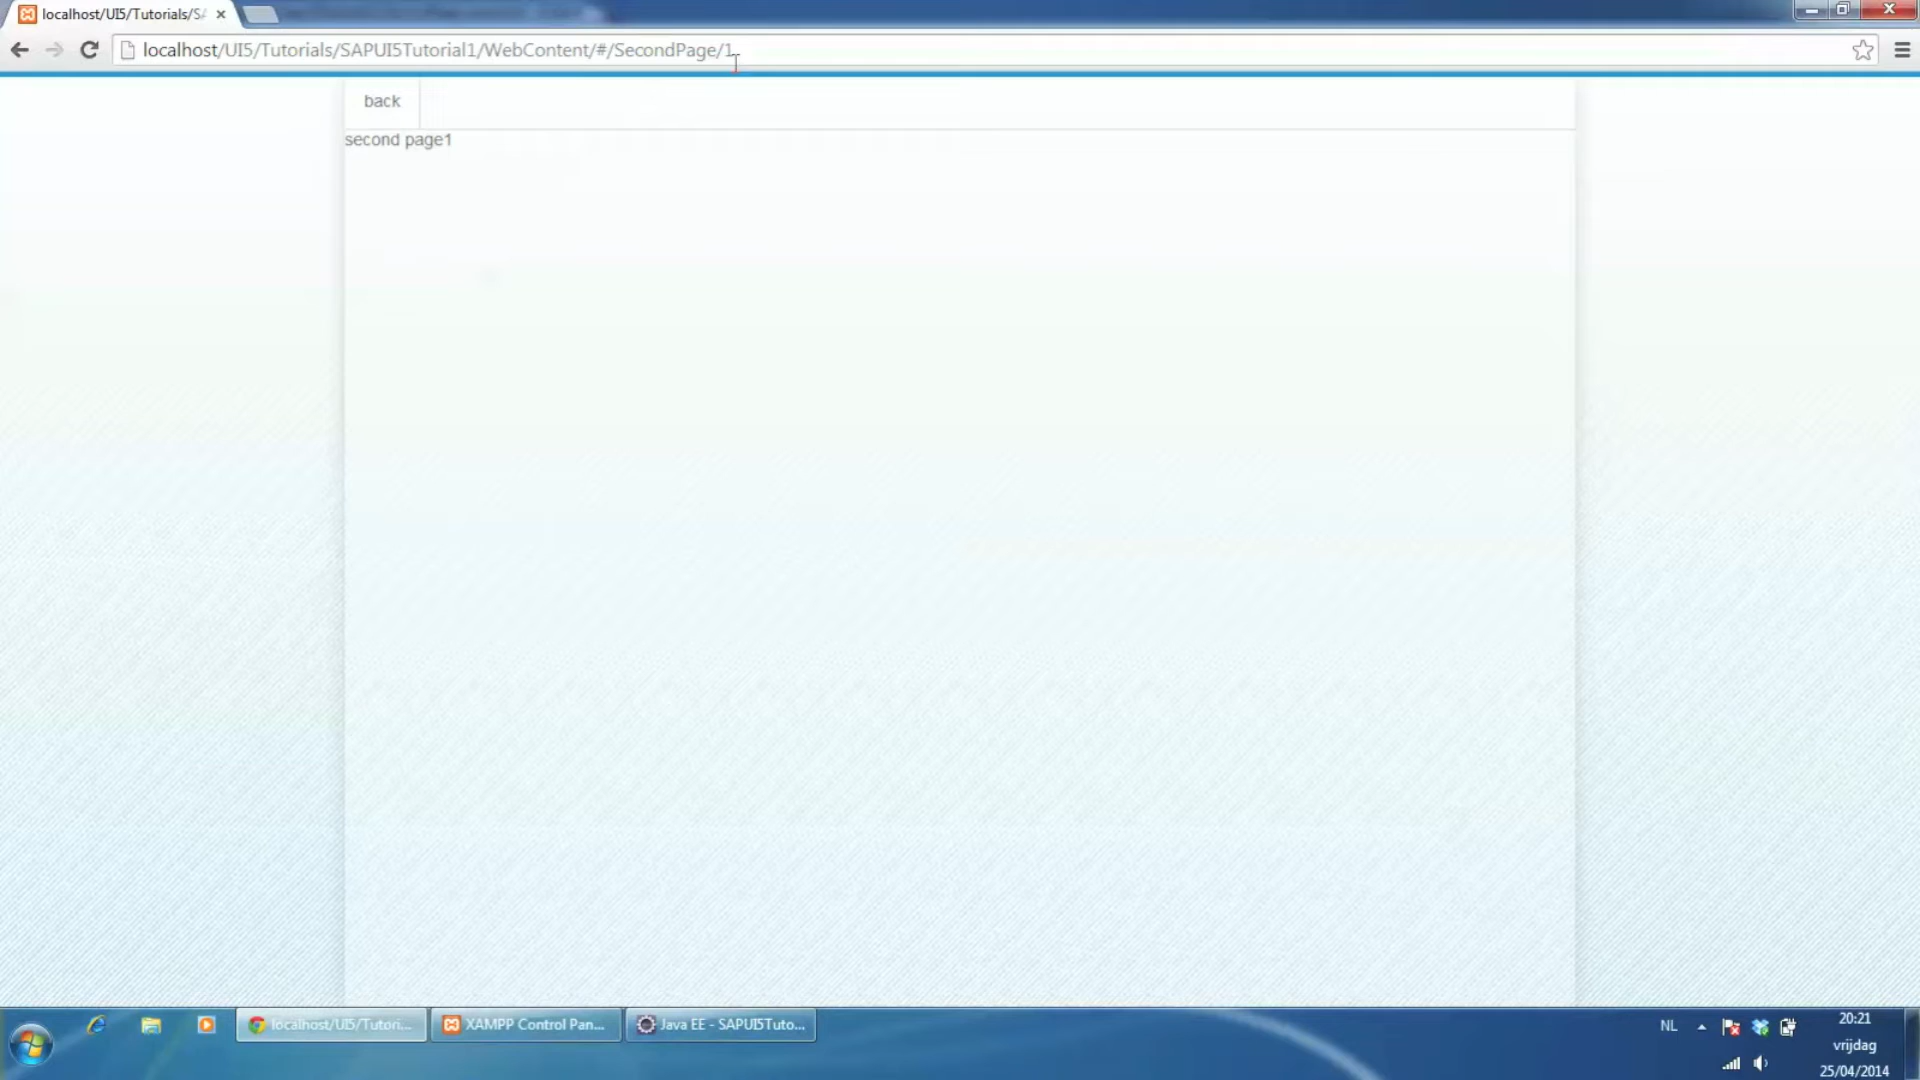 localhost/UI5/Tutorials/SA
localhost/UI5/Tutorials/SAPUI5Tutorial1/WebContent/#/SecondPage/1
back
second page1
localhost/UI5/Tutori...
XAMPP Control Pan...
Java EE - SAPUI5Tuto...
NL
20:21
vrijdag
25/04/2014